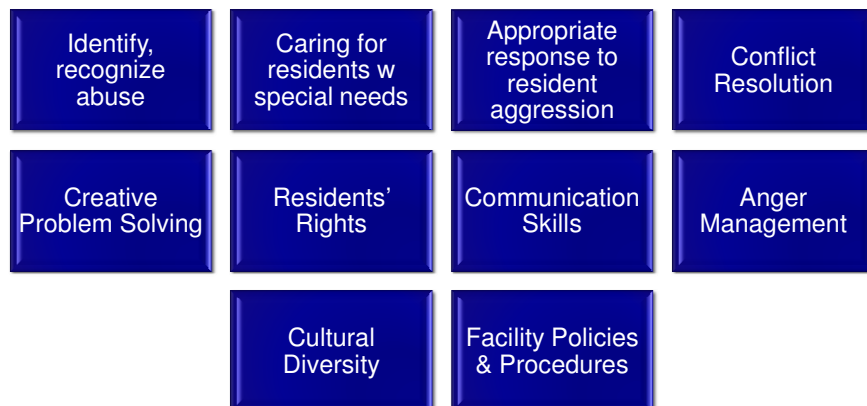 Identify,
recognize
abuse
Caring for
residents w
special needs
Appropriate
response to
resident
aggression
Conflict
Resolution
Creative
Problem Solving
Residents’
Rights
Communication
Skills
Anger
Management
Cultural
Diversity
Facility Policies
& Procedures